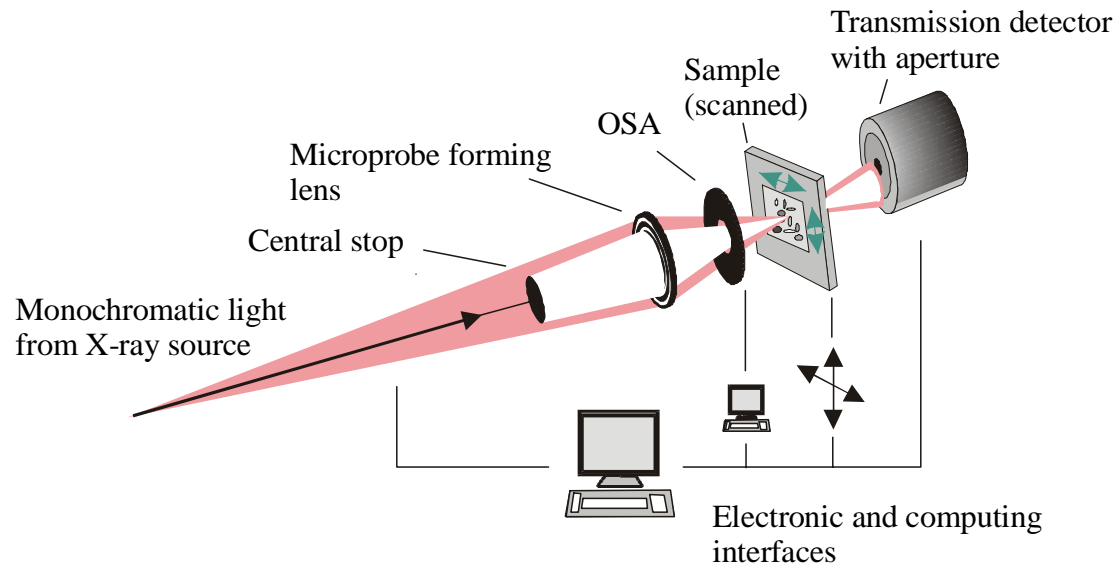 Transmission detector
with aperture
Sample
(scanned)
OSA
Microprobe forming
lens
Central stop
Monochromatic light
from X-ray source
Electronic and computing
interfaces